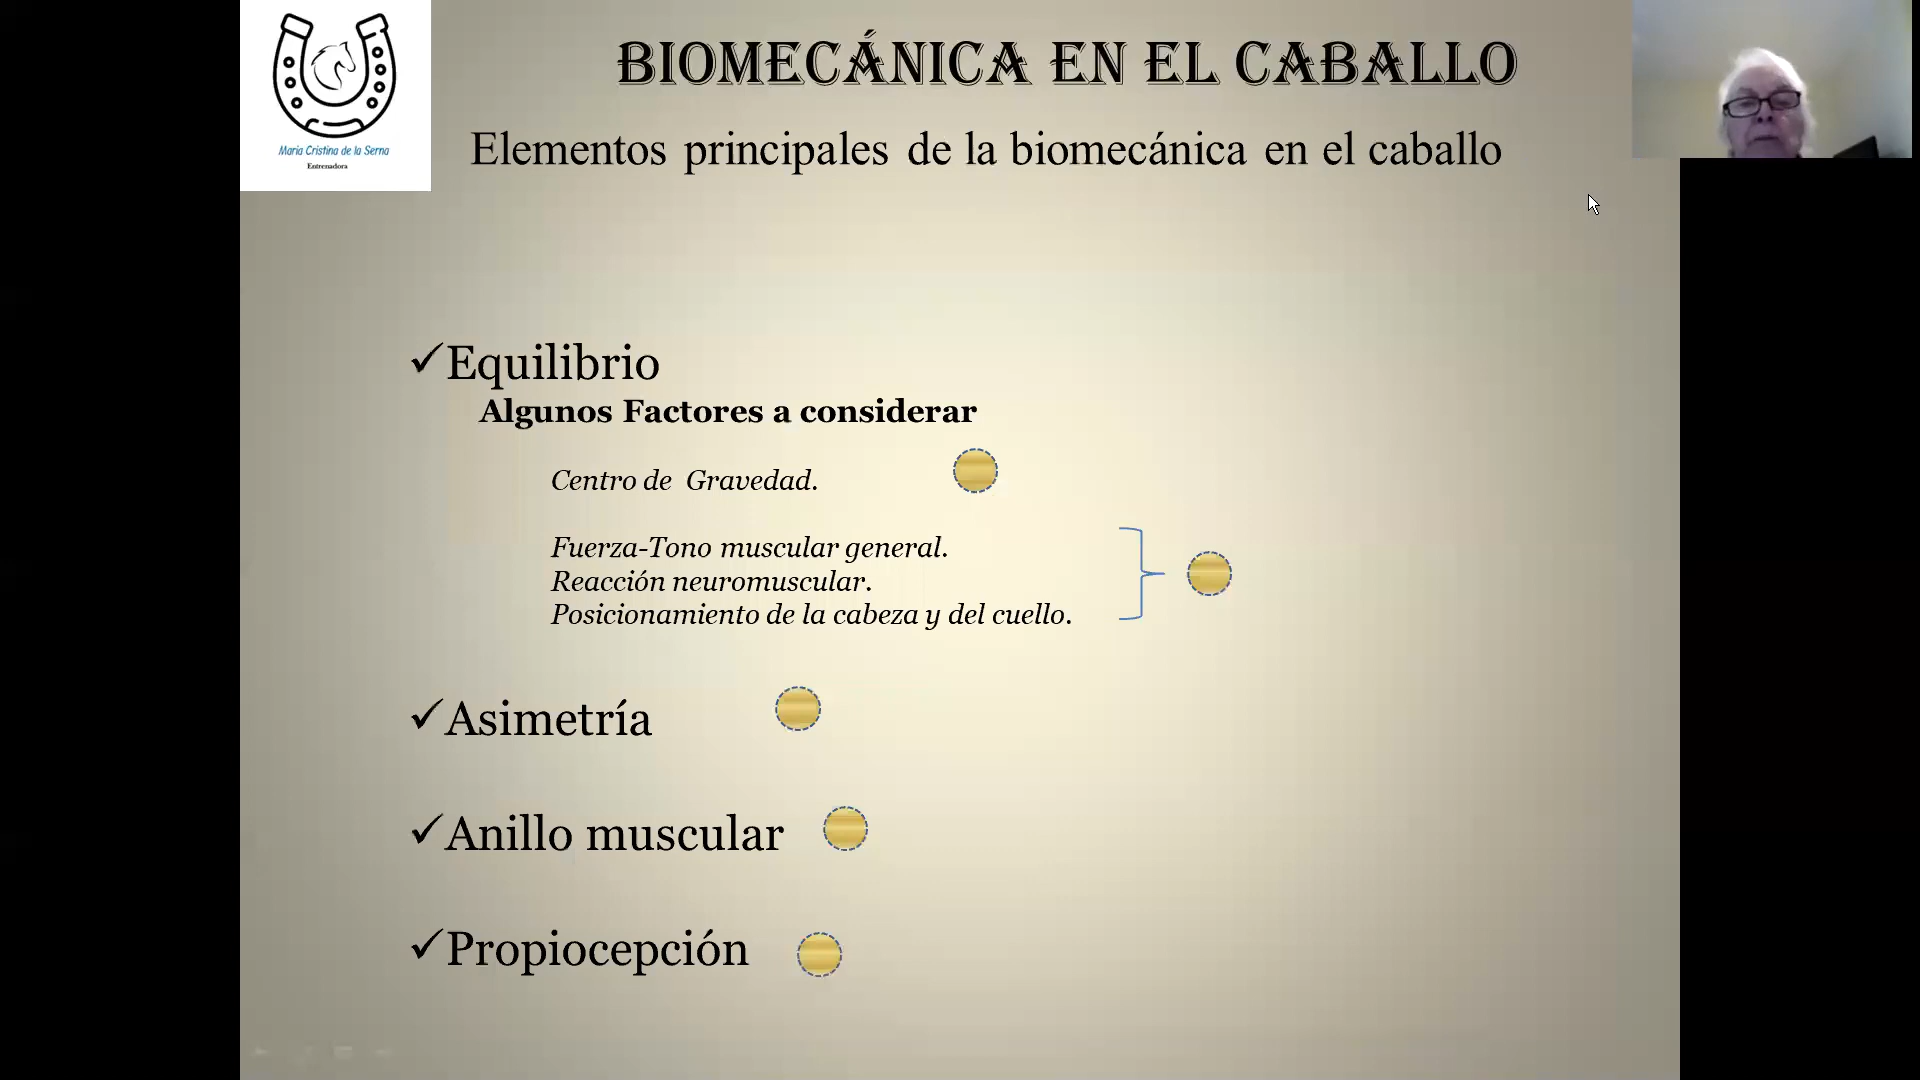 BIOMECÁNICA EN EL CABALLO
María Cristina de la Serna
Entrenadora
Elementos principales de la biomecánica en el caballo
Equilibrio
Algunos Factores a considerar
Centro de Gravedad.
Fuerza-Tono muscular general.
Reacción neuromuscular.
Posicionamiento de la cabeza y del cuello.
Asimetría
Anillo muscular
Propiocepción